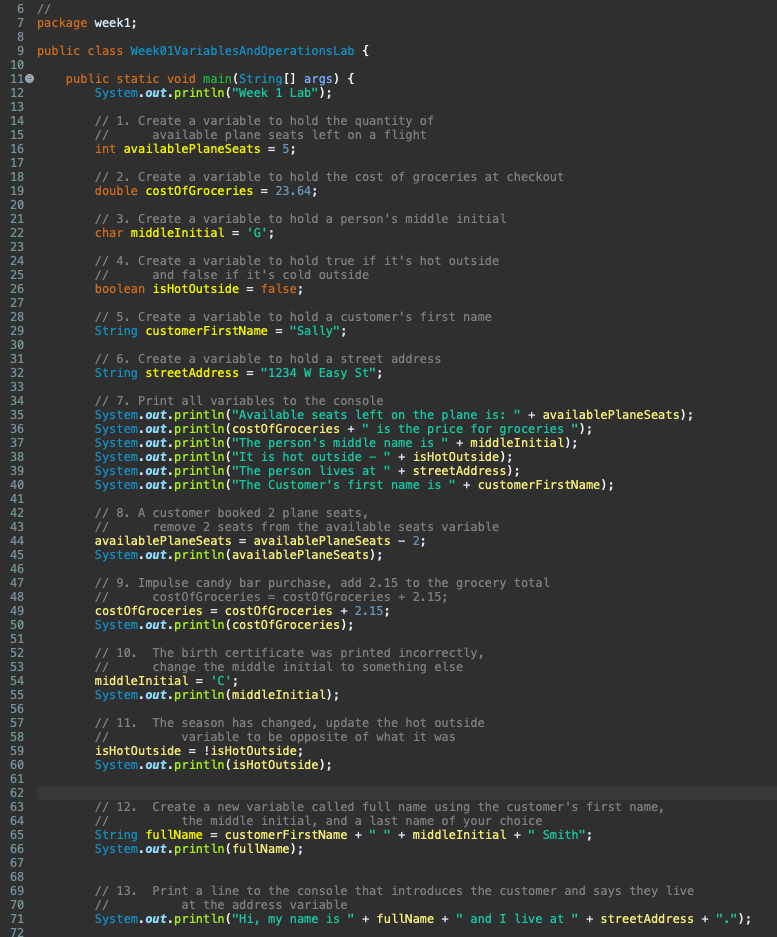 6 //
7 package week1;
8
9 public class Week01VariablesAndOperationsLab {
10
11 public static void main(String[] args) {
12 System.out.println("Week 1 Lab");
13
14 // 1. Create a variable to hold the quantity of
15 // available plane seats left on a flight
16 int availablePlaneSeats = 5;
17
18 // 2. Create a variable to hold the cost of groceries at checkout
19 double costOfGroceries = 23.64;
20
21 // 3. Create a variable to hold a person's middle initial
22 char middleInitial = 'G';
23
24 // 4. Create a variable to hold true if it's hot outside
25 // and false if it's cold outside
26 boolean isHotOutside = false;
27
28 // 5. Create a variable to hold a customer's first name
29 String customerFirstName = "Sally";
30
31 // 6. Create a variable to hold a street address
32 String streetAddress = "1234 W Easy St";
33
34 // 7. Print all variables to the console
35 System.out.println("Available seats left on the plane is: " + availablePlaneSeats);
36 System.out.println(costOfGroceries + " is the price for groceries ");
37 System.out.println("The person's middle name is " + middleInitial);
38 System.out.println("It is hot outside – " + isHotOutside);
39 System.out.println("The person lives at " + streetAddress);
40 System.out.println("The Customer's first name is " + customerFirstName);
41
42 // 8. A customer booked 2 plane seats,
43 // remove 2 seats from the available seats variable
44 availablePlaneSeats = availablePlaneSeats - 2;
45 System.out.println(availablePlaneSeats);
46
47 // 9. Impulse candy bar purchase, add 2.15 to the grocery total
48 // costOfGroceries = costOfGroceries + 2.15;
49 costOfGroceries = costOfGroceries + 2.15;
50 System.out.println(costOfGroceries);
51
52 // 10. The birth certificate was printed incorrectly,
53 // change the middle initial to something else
54 middleInitial = 'C';
55 System.out.println(middleInitial);
56
57 // 11. The season has changed, update the hot outside
58 // variable to be opposite of what it was
59 isHotOutside = !isHotOutside;
60 System.out.println(isHotOutside);
61
62
63 // 12. Create a new variable called full name using the customer's first name,
64 // the middle initial, and a last name of your choice
65 String fullName = customerFirstName + " " + middleInitial + " Smith";
66 System.out.println(fullName);
67
68
69 // 13. Print a line to the console that introduces the customer and says they live
70 // at the address variable
71 System.out.println("Hi, my name is " + fullName + " and I live at " + streetAddress + ".");
72